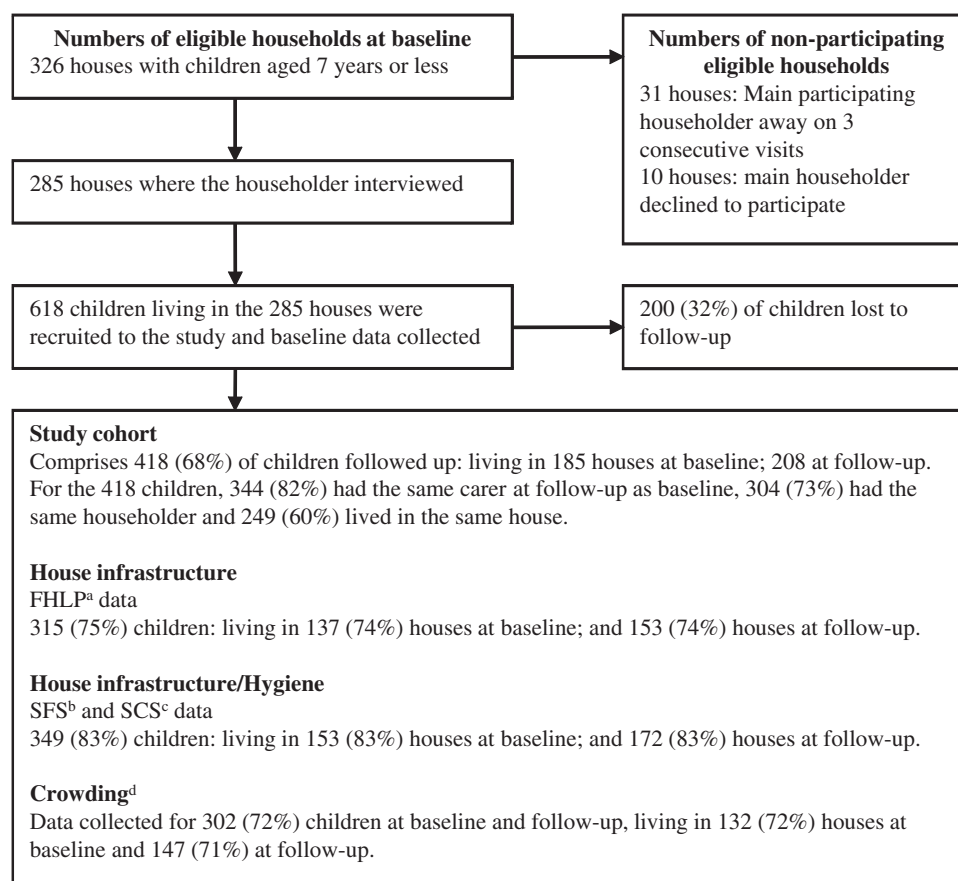 Numbers of eligible households at baseline
326 houses with children aged 7 years or less
Numbers of non-participating
eligible households
31 houses: Main participating
householder away on 3
consecutive visits
10 houses: main householder
declined to participate
285 houses where the householder interviewed
618 children living in the 285 houses were
recruited to the study and baseline data collected
200 (32%) of children lost to
follow-up
Study cohort
Comprises 418 (68%) of children followed up: living in 185 houses at baseline; 208 at follow-up.
For the 418 children, 344 (82%) had the same carer at follow-up as baseline, 304 (73%) had the
same householder and 249 (60%) lived in the same house.
House infrastructure
FHLPᵃ data
315 (75%) children: living in 137 (74%) houses at baseline; and 153 (74%) houses at follow-up.
House infrastructure/Hygiene
SFSᵇ and SCSᶜ data
349 (83%) children: living in 153 (83%) houses at baseline; and 172 (83%) houses at follow-up.
Crowdingᵈ
Data collected for 302 (72%) children at baseline and follow-up, living in 132 (72%) houses at
baseline and 147 (71%) at follow-up.